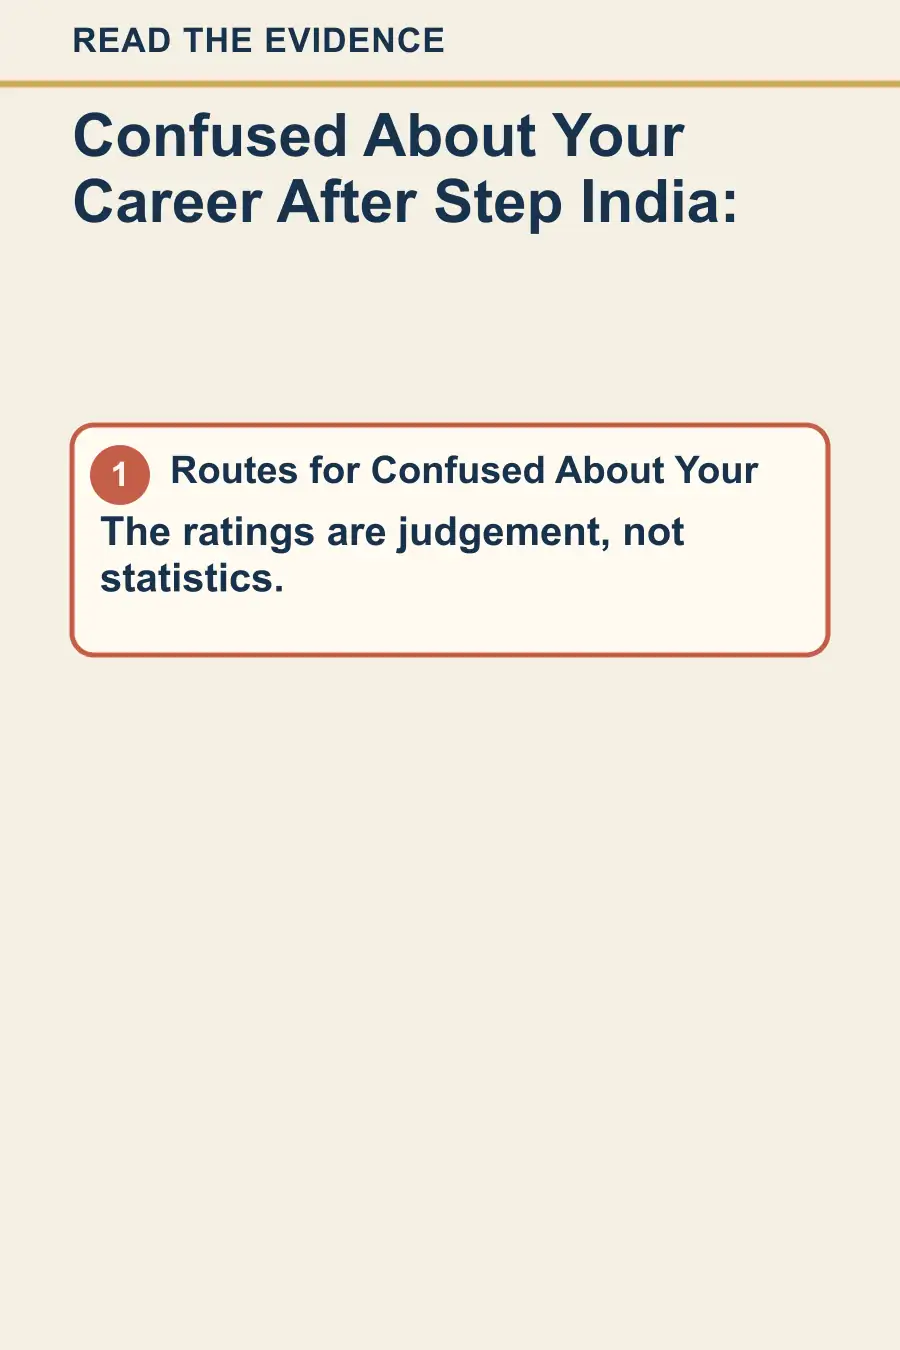 READ THE EVIDENCE
Confused About Your
Career After Step India:
1 Routes for Confused About Your
The ratings are judgement, not
statistics.